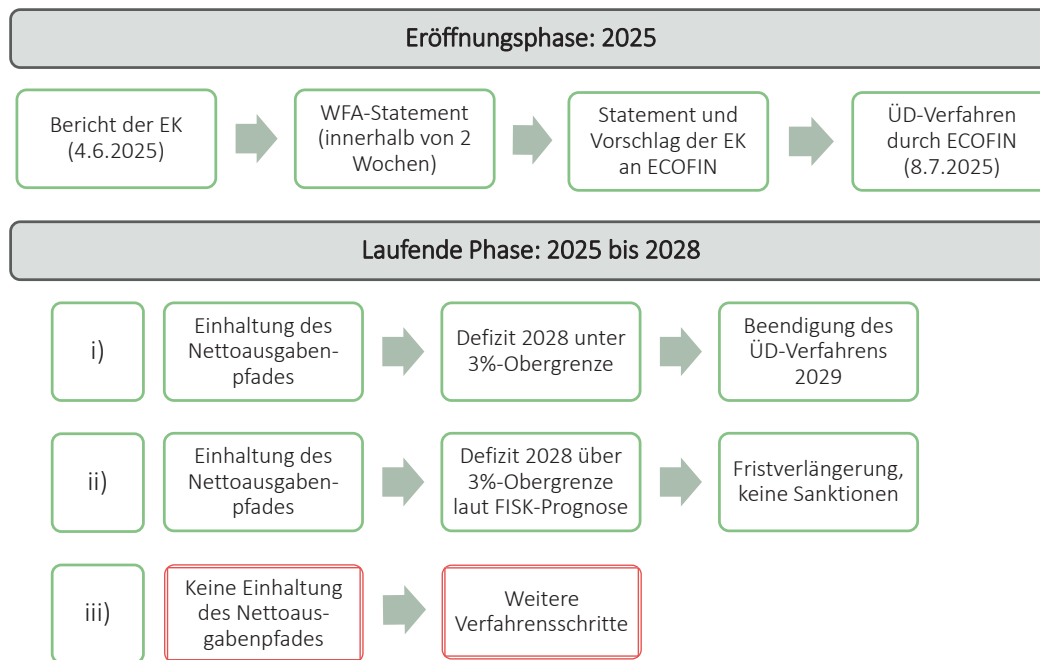 Eröffnungsphase: 2025
Bericht der EK
(4.6.2025)
WFA-Statement
(innerhalb von 2
Wochen)
Statement und
Vorschlag der EK
an ECOFIN
ÜD-Verfahren
durch ECOFIN
(8.7.2025)
Laufende Phase: 2025 bis 2028
i)
Einhaltung des
Nettoausgaben-
pfades
Defizit 2028 unter
3%-Obergrenze
Beendigung des
ÜD-Verfahrens
2029
ii)
Einhaltung des
Nettoausgaben-
pfades
Defizit 2028 über
3%-Obergrenze
laut FISK-Prognose
Fristverlängerung,
keine Sanktionen
iii)
Keine Einhaltung
des Nettoaus-
gabenpfades
Weitere
Verfahrensschritte